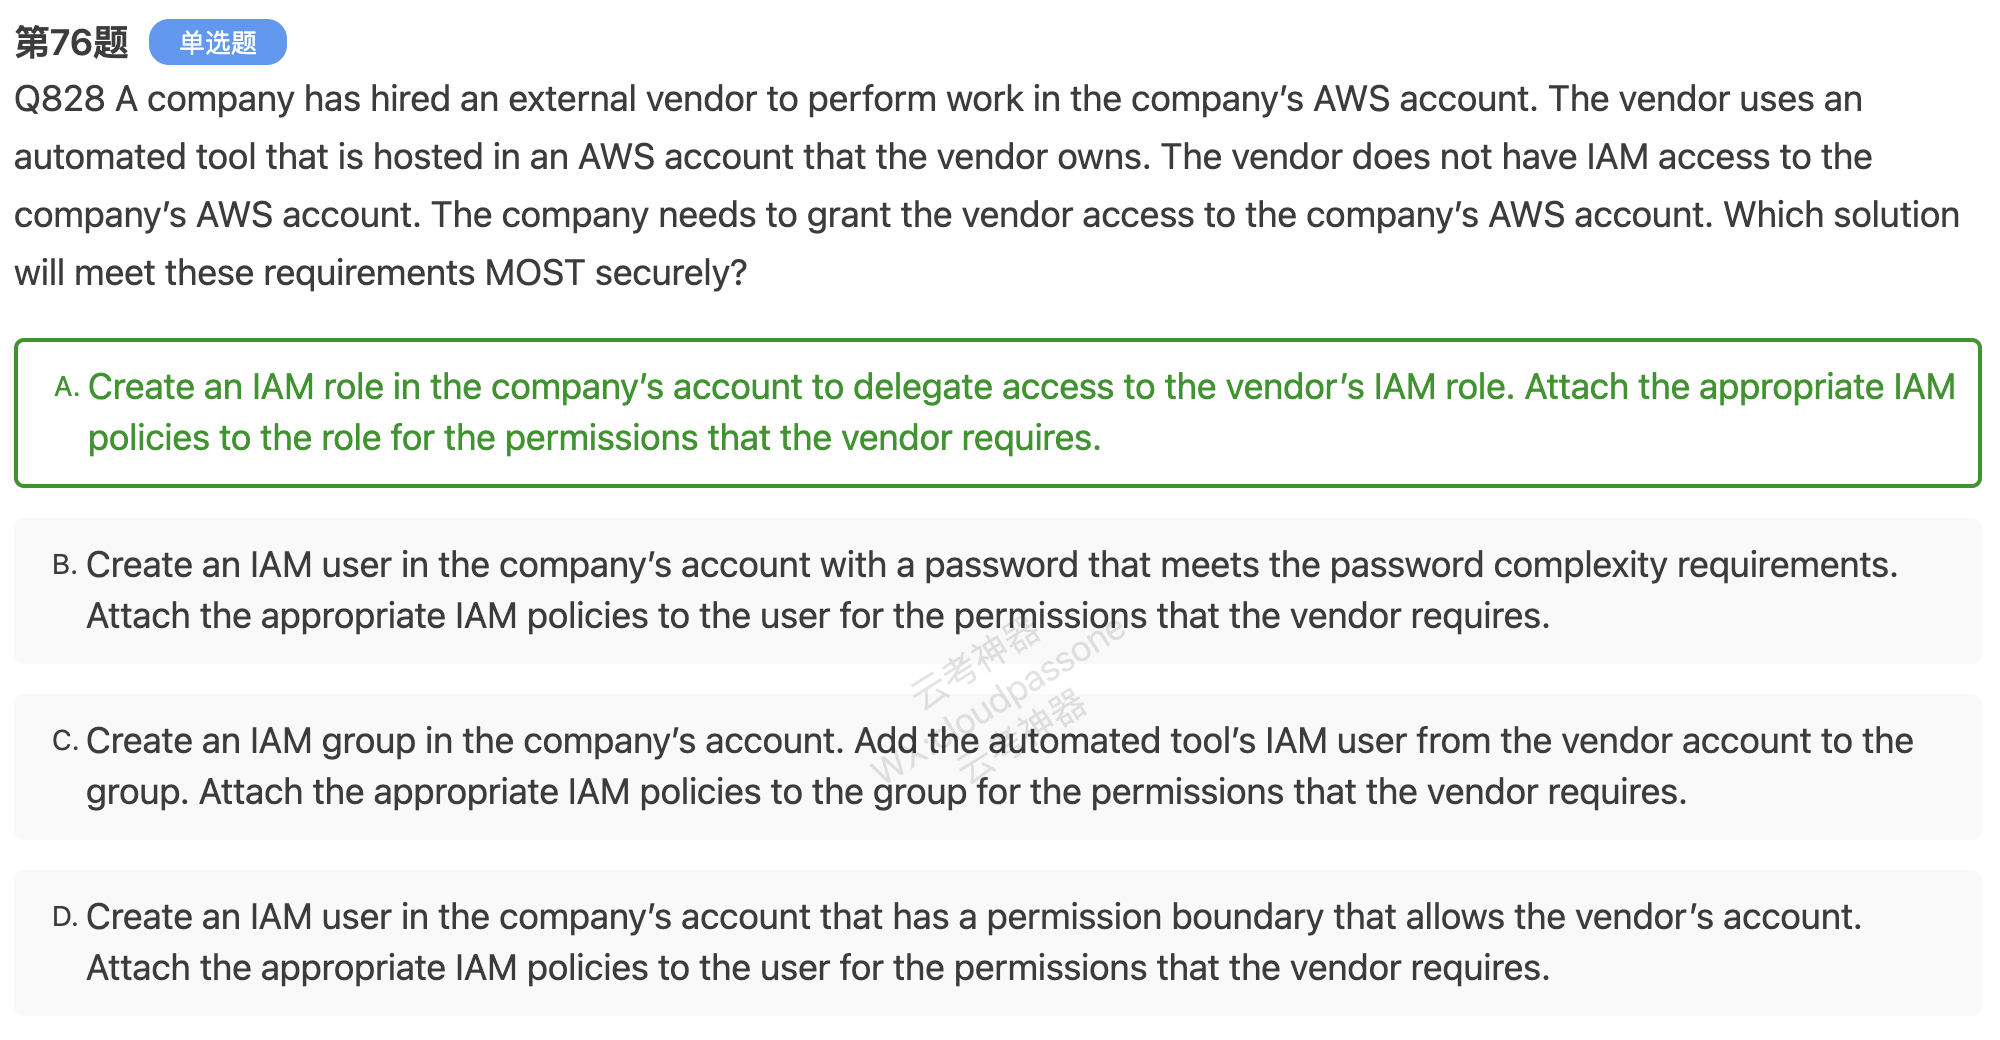 第76题 单选题
Q828 A company has hired an external vendor to perform work in the company’s AWS account. The vendor uses an
automated tool that is hosted in an AWS account that the vendor owns. The vendor does not have IAM access to the
company’s AWS account. The company needs to grant the vendor access to the company’s AWS account. Which solution
will meet these requirements MOST securely?
A. Create an IAM role in the company’s account to delegate access to the vendor’s IAM role. Attach the appropriate IAM
policies to the role for the permissions that the vendor requires.
B. Create an IAM user in the company’s account with a password that meets the password complexity requirements.
Attach the appropriate IAM policies to the user for the permissions that the vendor requires.
云考神器
Wx:cloudpassone
云考神器
C. Create an IAM group in the company’s account. Add the automated tool’s IAM user from the vendor account to the
group. Attach the appropriate IAM policies to the group for the permissions that the vendor requires.
D. Create an IAM user in the company’s account that has a permission boundary that allows the vendor’s account.
Attach the appropriate IAM policies to the user for the permissions that the vendor requires.